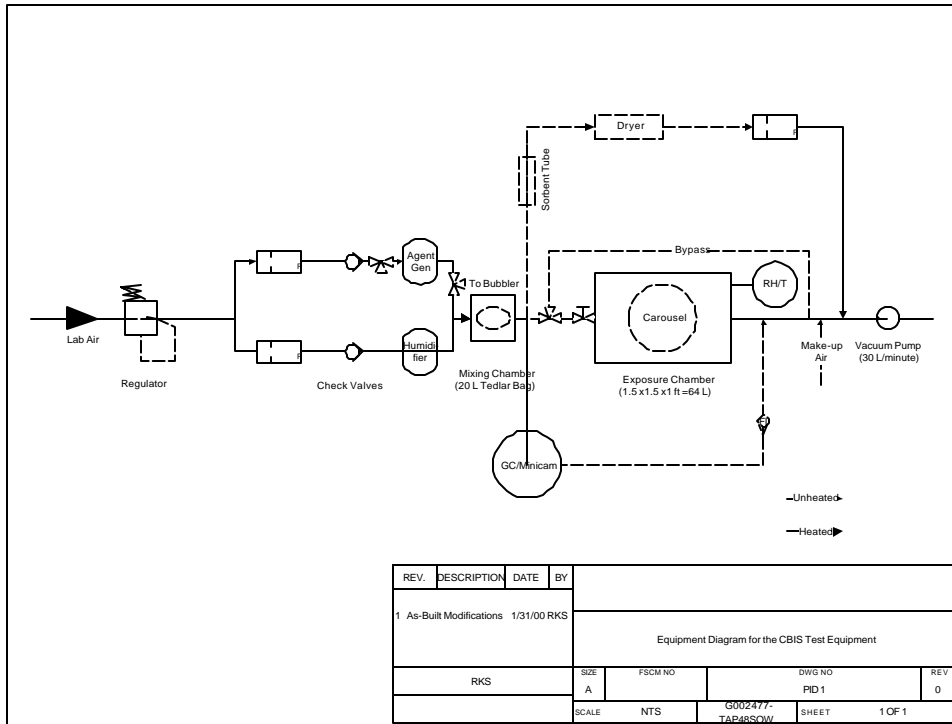 Dryer
F
Sorbent Tube
Bypass
F
Agent
Gen
To Bubbler
RH/T
Carousel
Lab Air
Humidi-
fier
Make-up
Air
Vacuum Pump
(30 L/minute)
Regulator
F
Check Valves
Mixing Chamber
(20 L Tedlar Bag)
Exposure Chamber
(1.5 x1.5 x1 ft =64 L)
GC/Minicam
Unheated
Heated
REV. DESCRIPTION DATE BY
1 As-Built Modifications 1/31/00 RKS
Equipment Diagram for the CBIS Test Equipment
RKS
SIZE FSCM NO DWG NO REV
A PID 1 0
SCALE NTS G002477-
TAP48SOW SHEET 1 OF 1